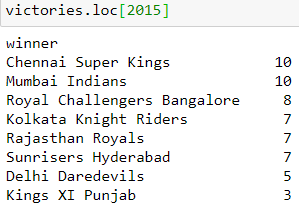 victories.loc[2015]
winner
Chennai Super Kings 10
Mumbai Indians 10
Royal Challengers Bangalore 8
Kolkata Knight Riders 7
Rajasthan Royals 7
Sunrisers Hyderabad 7
Delhi Daredevils 5
Kings XI Punjab 3